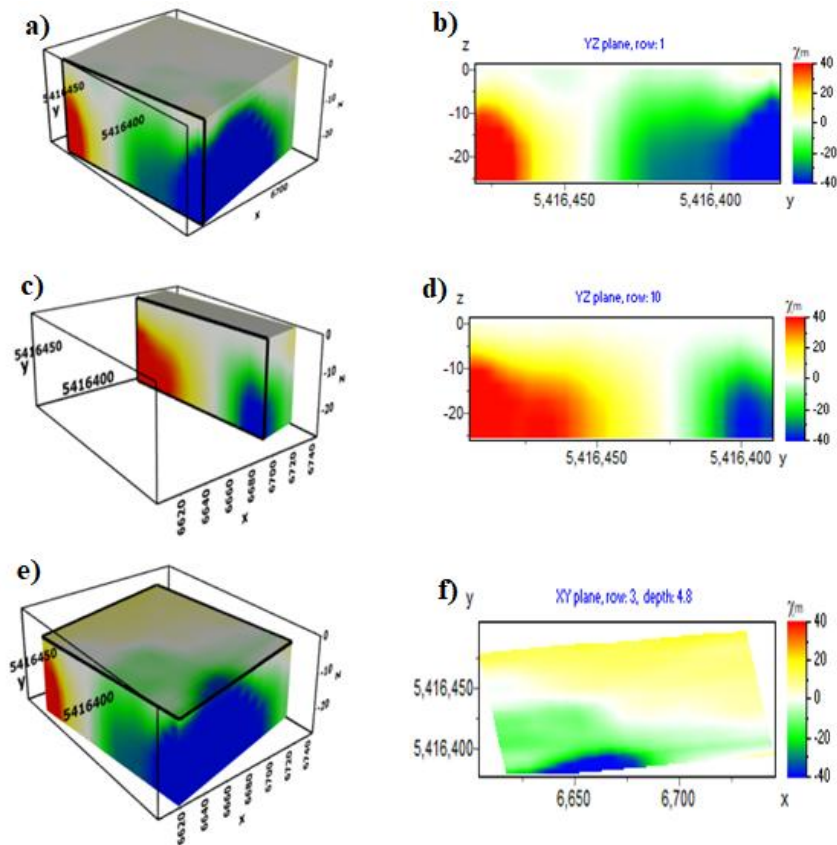 a)
5416450
y
5416400
0
-10
z
-20
6700
x
b)
YZ plane, row: 1
z
0
-10
-20
5,416,450
5,416,400
y
χm
40
20
0
-20
-40
c)
5416450
y
5416400
0
-10
z
-20
6620
6640
6660
6680
6700
6720
6740
x
d)
YZ plane, row: 10
z
0
-10
-20
5,416,450
5,416,400
y
χm
40
20
0
-20
-40
e)
5416450
y
5416400
0
-10
z
-20
6620
6640
6660
6680
6700
6720
6740
x
f)
XY plane, row: 3, depth: 4.8
y
5,416,450
5,416,400
6,650
6,700
x
χm
40
20
0
-20
-40